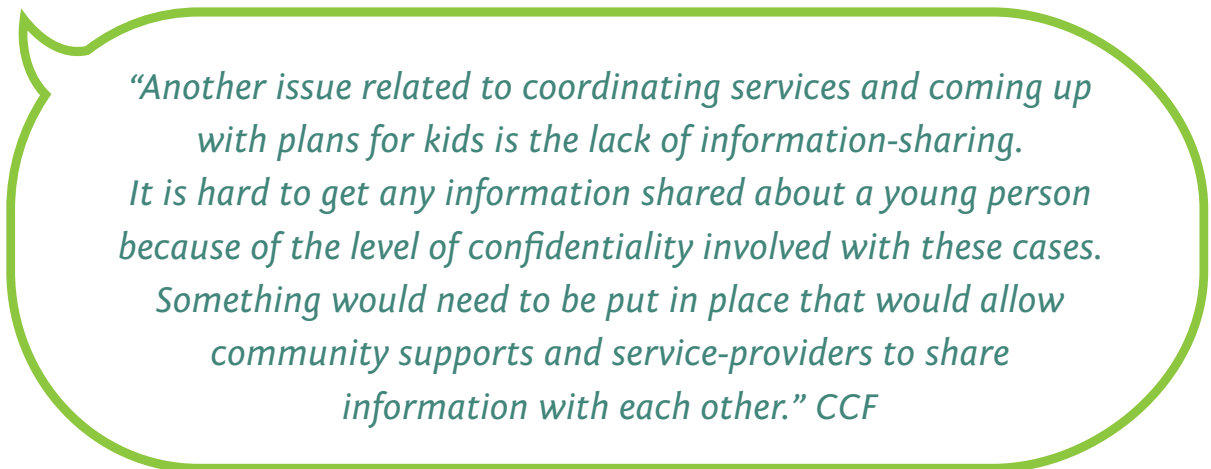 “Another issue related to coordinating services and coming up
with plans for kids is the lack of information-sharing.
It is hard to get any information shared about a young person
because of the level of confidentiality involved with these cases.
Something would need to be put in place that would allow
community supports and service-providers to share
information with each other.” CCF